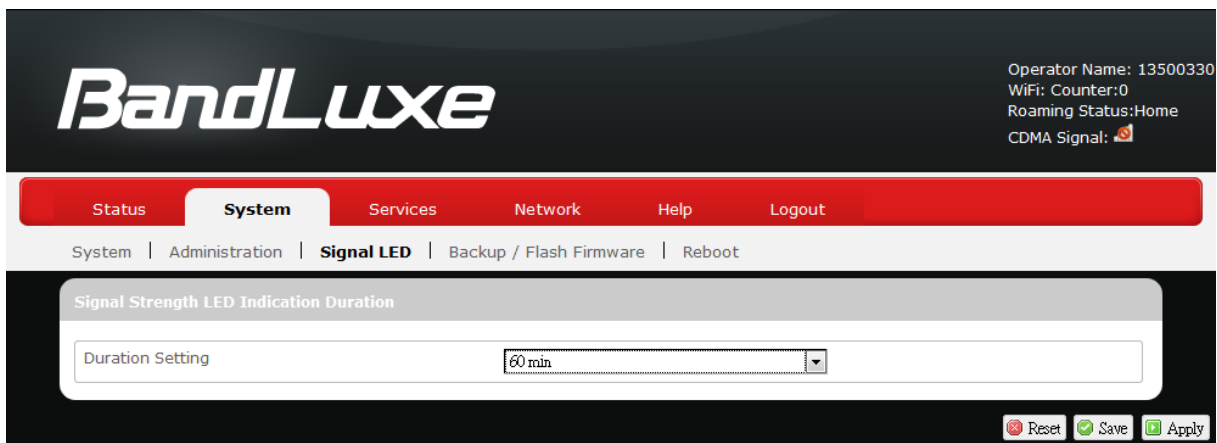 BandLuxe
Operator Name: 13500330
WiFi: Counter:0
Roaming Status:Home
CDMA Signal:
Status System Services Network Help Logout
System | Administration | Signal LED | Backup / Flash Firmware | Reboot
Signal Strength LED Indication Duration
Duration Setting 60 min
Reset Save Apply